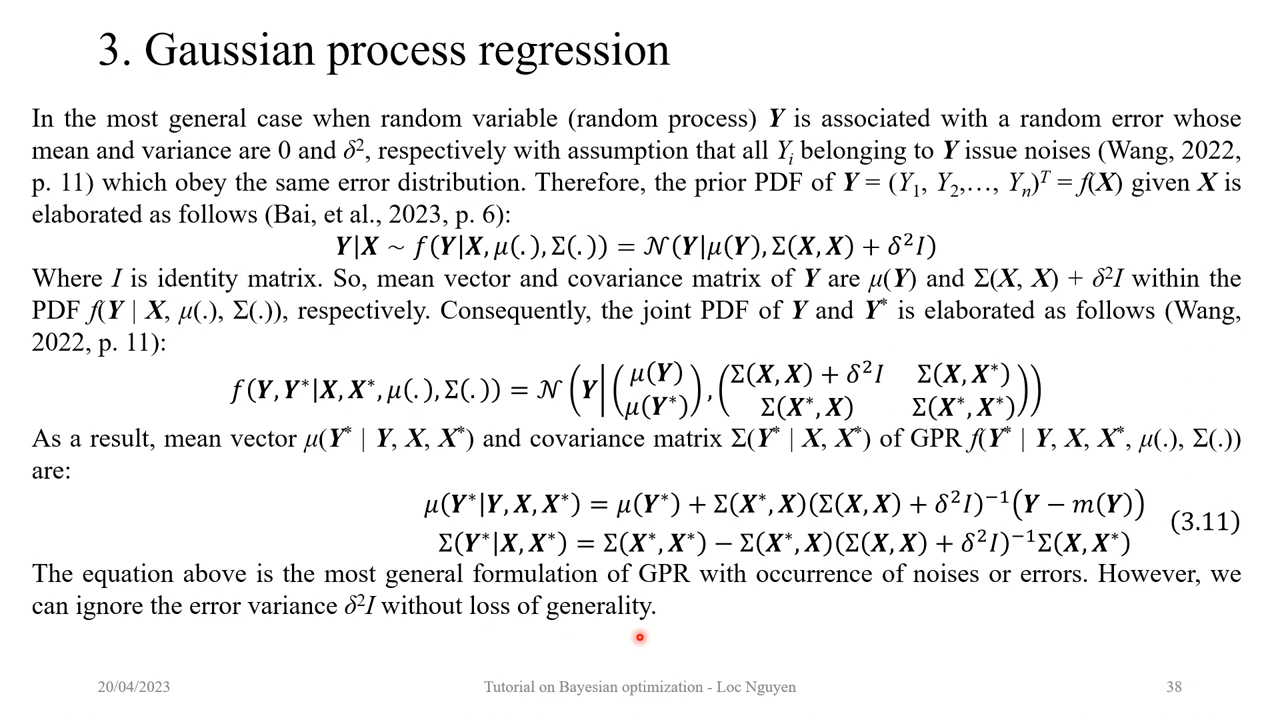 3. Gaussian process regression
In the most general case when random variable (random process) Y is associated with a random error whose
mean and variance are 0 and δ², respectively with assumption that all Yᵢ belonging to Y issue noises (Wang, 2022,
p. 11) which obey the same error distribution. Therefore, the prior PDF of Y = (Y₁, Y₂,…, Yₙ)ᵀ = f(X) given X is
elaborated as follows (Bai, et al., 2023, p. 6):
Y|X ~ f(Y|X, μ(.), Σ(.)) = 𝒩(Y|μ(Y), Σ(X, X) + δ²I)
Where I is identity matrix. So, mean vector and covariance matrix of Y are μ(Y) and Σ(X, X) + δ²I within the
PDF f(Y | X, μ(.), Σ(.)), respectively. Consequently, the joint PDF of Y and Y* is elaborated as follows (Wang,
2022, p. 11):
f(Y, Y*|X, X*, μ(.), Σ(.)) = 𝒩(Y|(μ(Y) μ(Y*)), (Σ(X, X) + δ²I Σ(X, X*) Σ(X*, X) Σ(X*, X*)))
As a result, mean vector μ(Y* | Y, X, X*) and covariance matrix Σ(Y* | X, X*) of GPR f(Y* | Y, X, X*, μ(.), Σ(.))
are:
μ(Y*|Y, X, X*) = μ(Y*) + Σ(X*, X)(Σ(X, X) + δ²I)⁻¹(Y − m(Y))
Σ(Y*|X, X*) = Σ(X*, X*) − Σ(X*, X)(Σ(X, X) + δ²I)⁻¹Σ(X, X*)
(3.11)
The equation above is the most general formulation of GPR with occurrence of noises or errors. However, we
can ignore the error variance δ²I without loss of generality.
20/04/2023
Tutorial on Bayesian optimization - Loc Nguyen
38